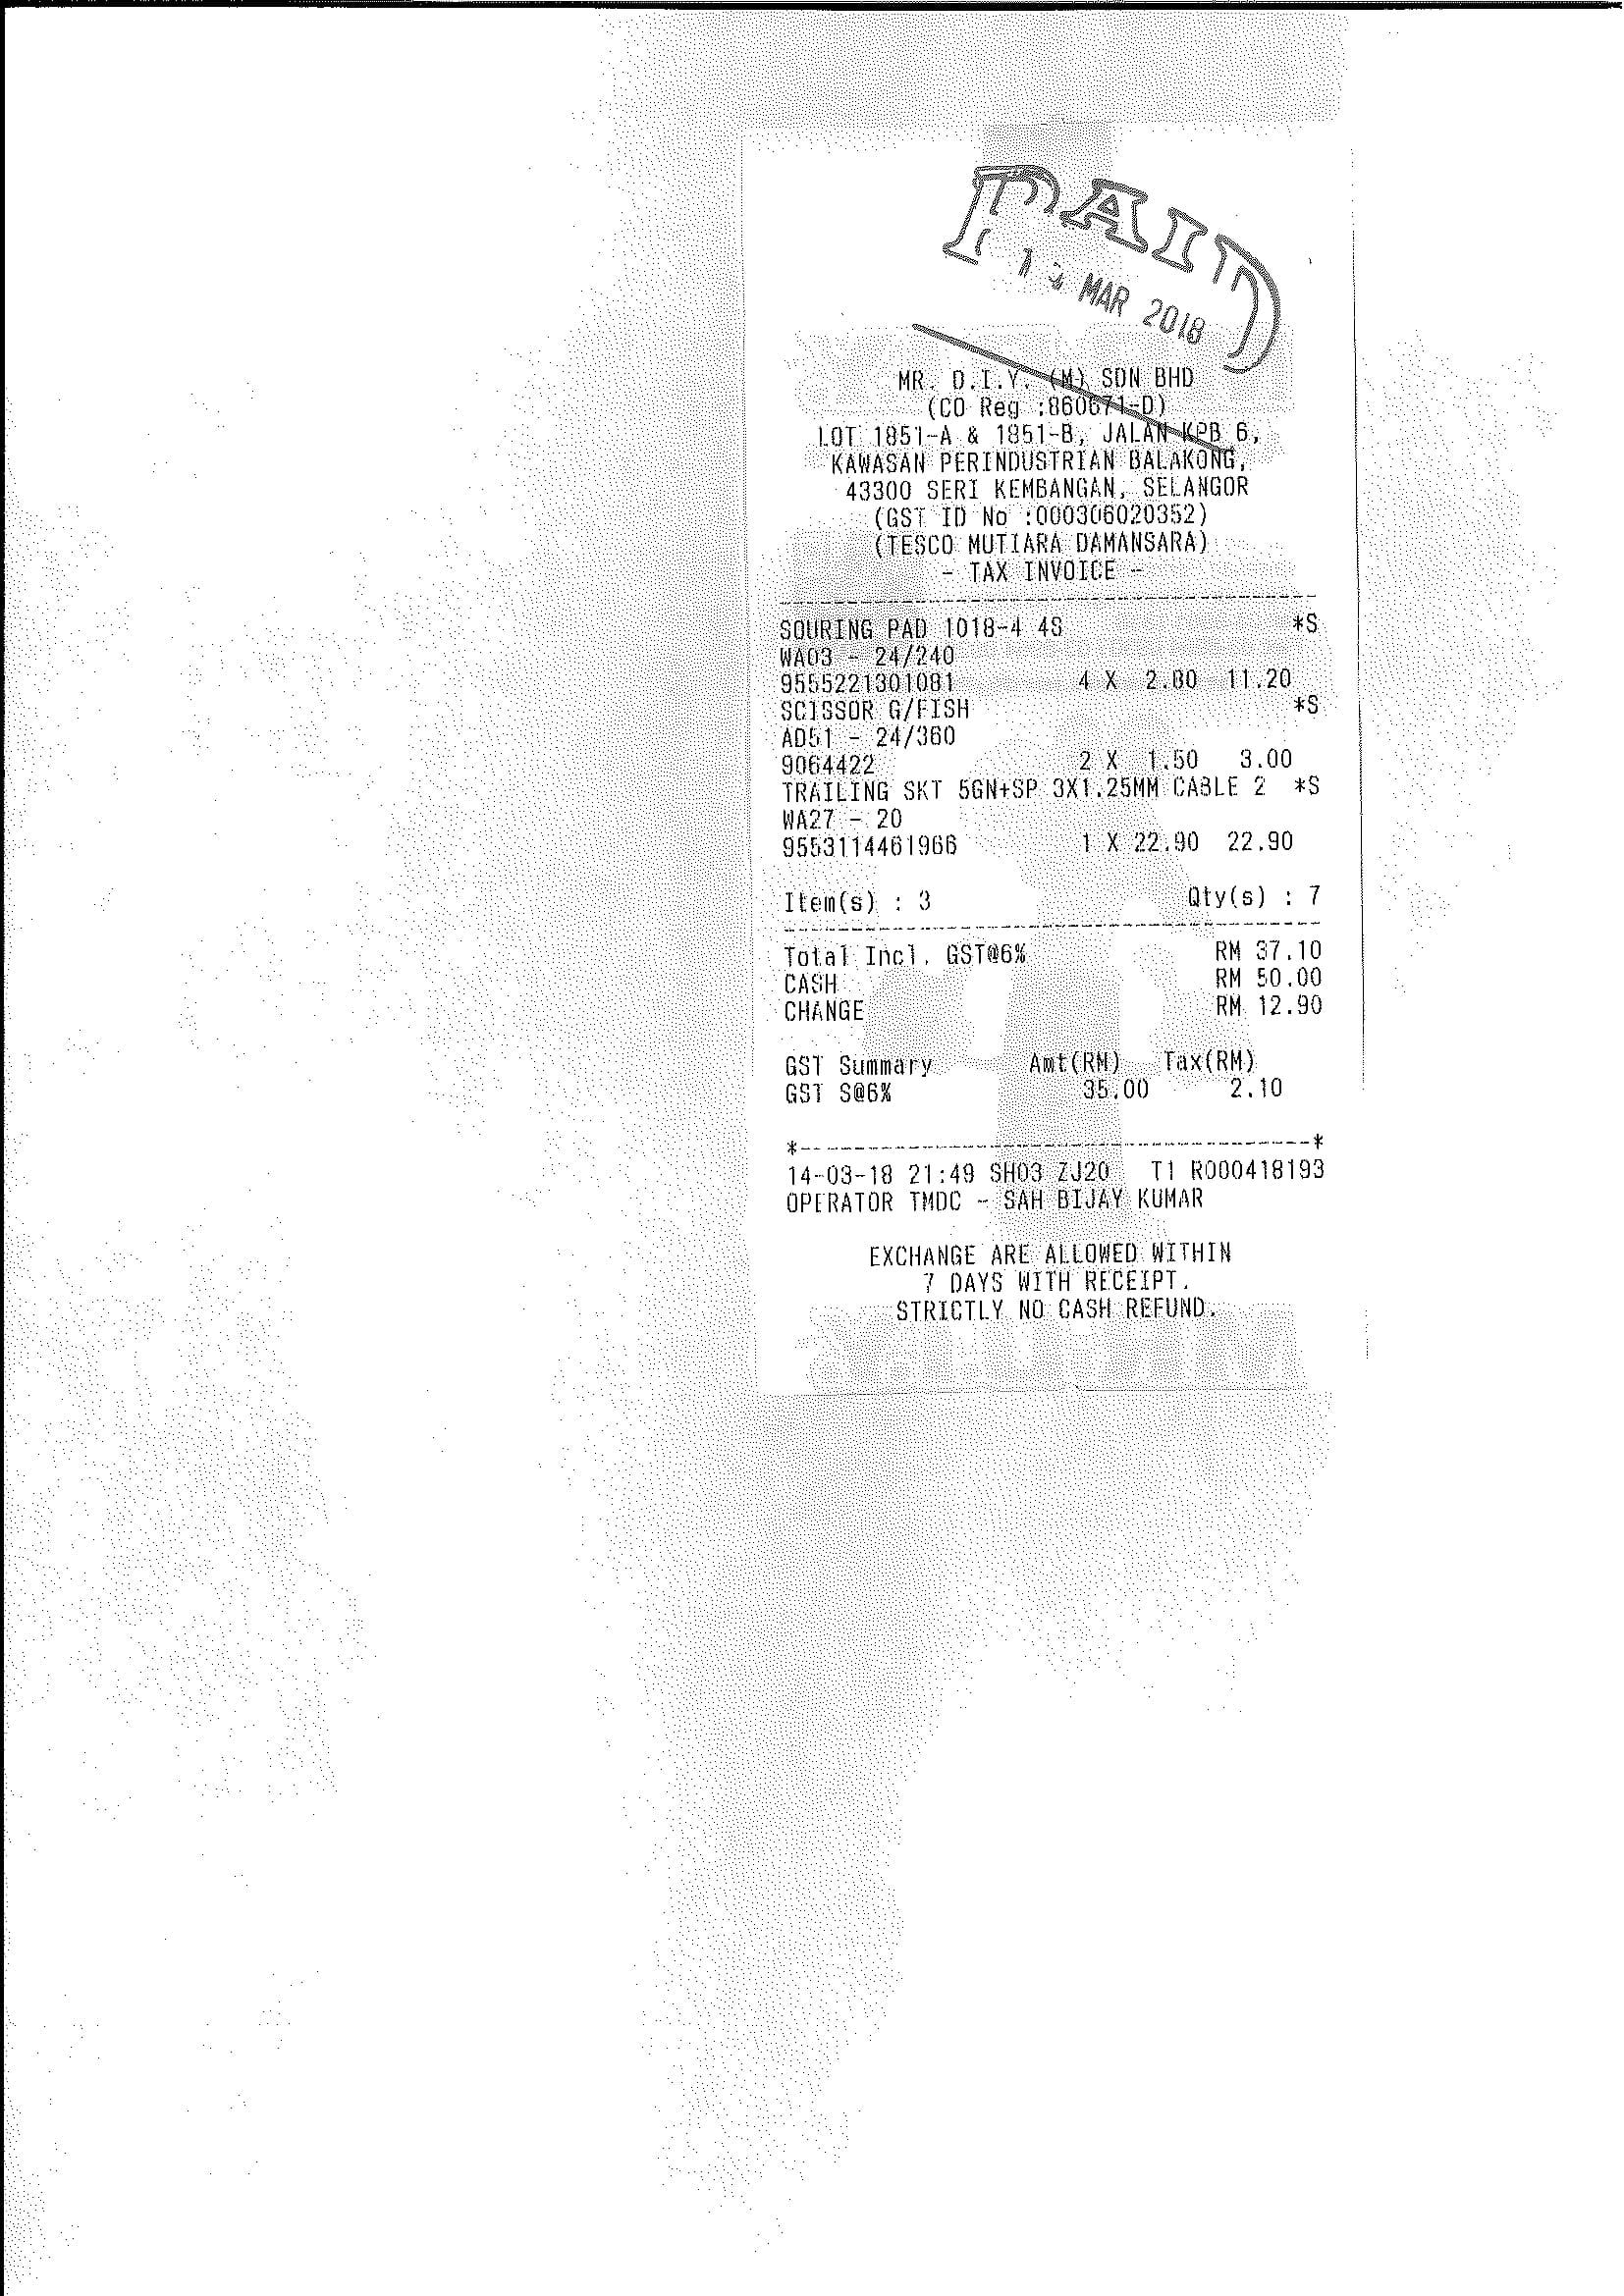 PAID
MAR 2018
MR. D.I.Y. (M) SDN BHD
(CO Reg :860671-D)
LOT 1851-A & 1851-B, JALAN KPB 6,
KAWASAN PERINDUSTRIAN BALAKONG,
43300 SERI KEMBANGAN, SELANGOR
(GST ID No :000306020352)
(TESCO MUTIARA DAMANSARA)
- TAX INVOICE -
SOURING PAD 1018-4 4S *S
WA03 - 24/240
9555221301081 4 X 2.80 11.20
SCISSOR G/FISH *S
AD51 - 24/360
9064422 2 X 1.50 3.00
TRAILING SKT 5GN+SP 3X1.25MM CABLE 2 *S
WA27 - 20
9553114461966 1 X 22.90 22.90
Item(s) : 3 Qty(s) : 7
Total Incl. GST@6% RM 37.10
CASH RM 50.00
CHANGE RM 12.90
GST Summary Amt(RM) Tax(RM)
GST S@6% 35.00 2.10
14-03-18 21:49 SH03 ZJ20 T1 R000418193
OPERATOR TMDC - SAH BIJAY KUMAR
EXCHANGE ARE ALLOWED WITHIN
7 DAYS WITH RECEIPT.
STRICTLY NO CASH REFUND.